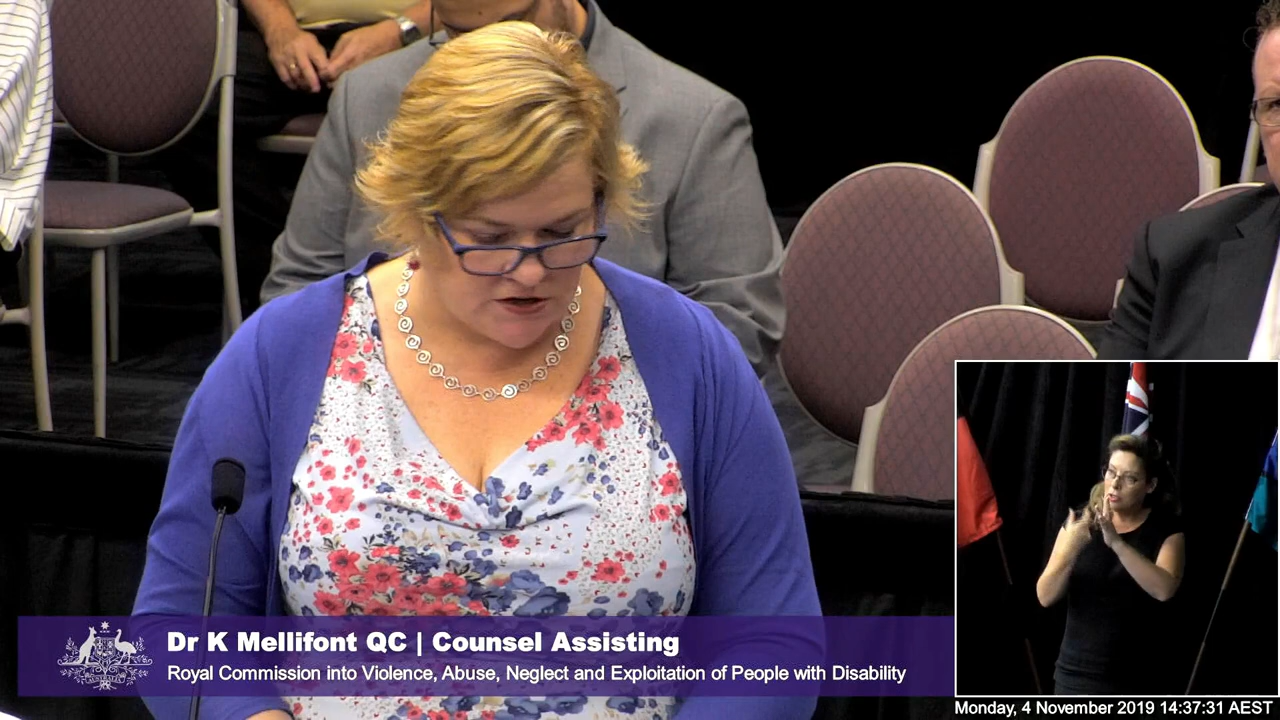 Dr K Mellifont QC | Counsel Assisting
Royal Commission into Violence, Abuse, Neglect and Exploitation of People with Disability
Monday, 4 November 2019 14:37:31 AEST